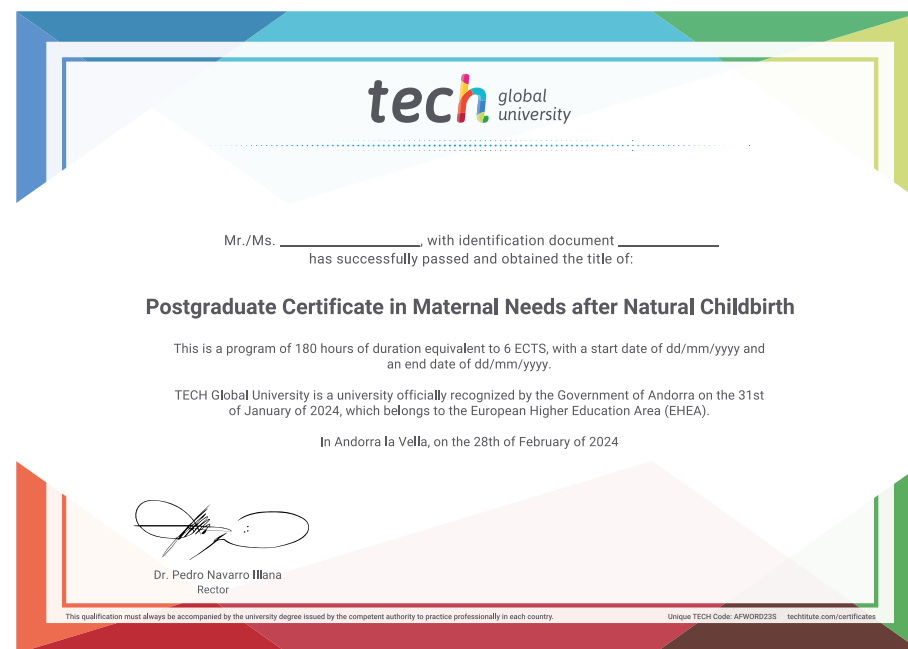 tech global
university
Mr./Ms. ____________, with identification document ____________
has successfully passed and obtained the title of:
Postgraduate Certificate in Maternal Needs after Natural Childbirth
This is a program of 180 hours of duration equivalent to 6 ECTS, with a start date of dd/mm/yyyy and
an end date of dd/mm/yyyy.
TECH Global University is a university officially recognized by the Government of Andorra on the 31st
of January of 2024, which belongs to the European Higher Education Area (EHEA).
In Andorra la Vella, on the 28th of February of 2024
Dr. Pedro Navarro Illana
Rector
This qualification must always be accompanied by the university degree issued by the competent authority to practice professionally in each country.
Unique TECH Code: AFWORD23S techtitute.com/certificates